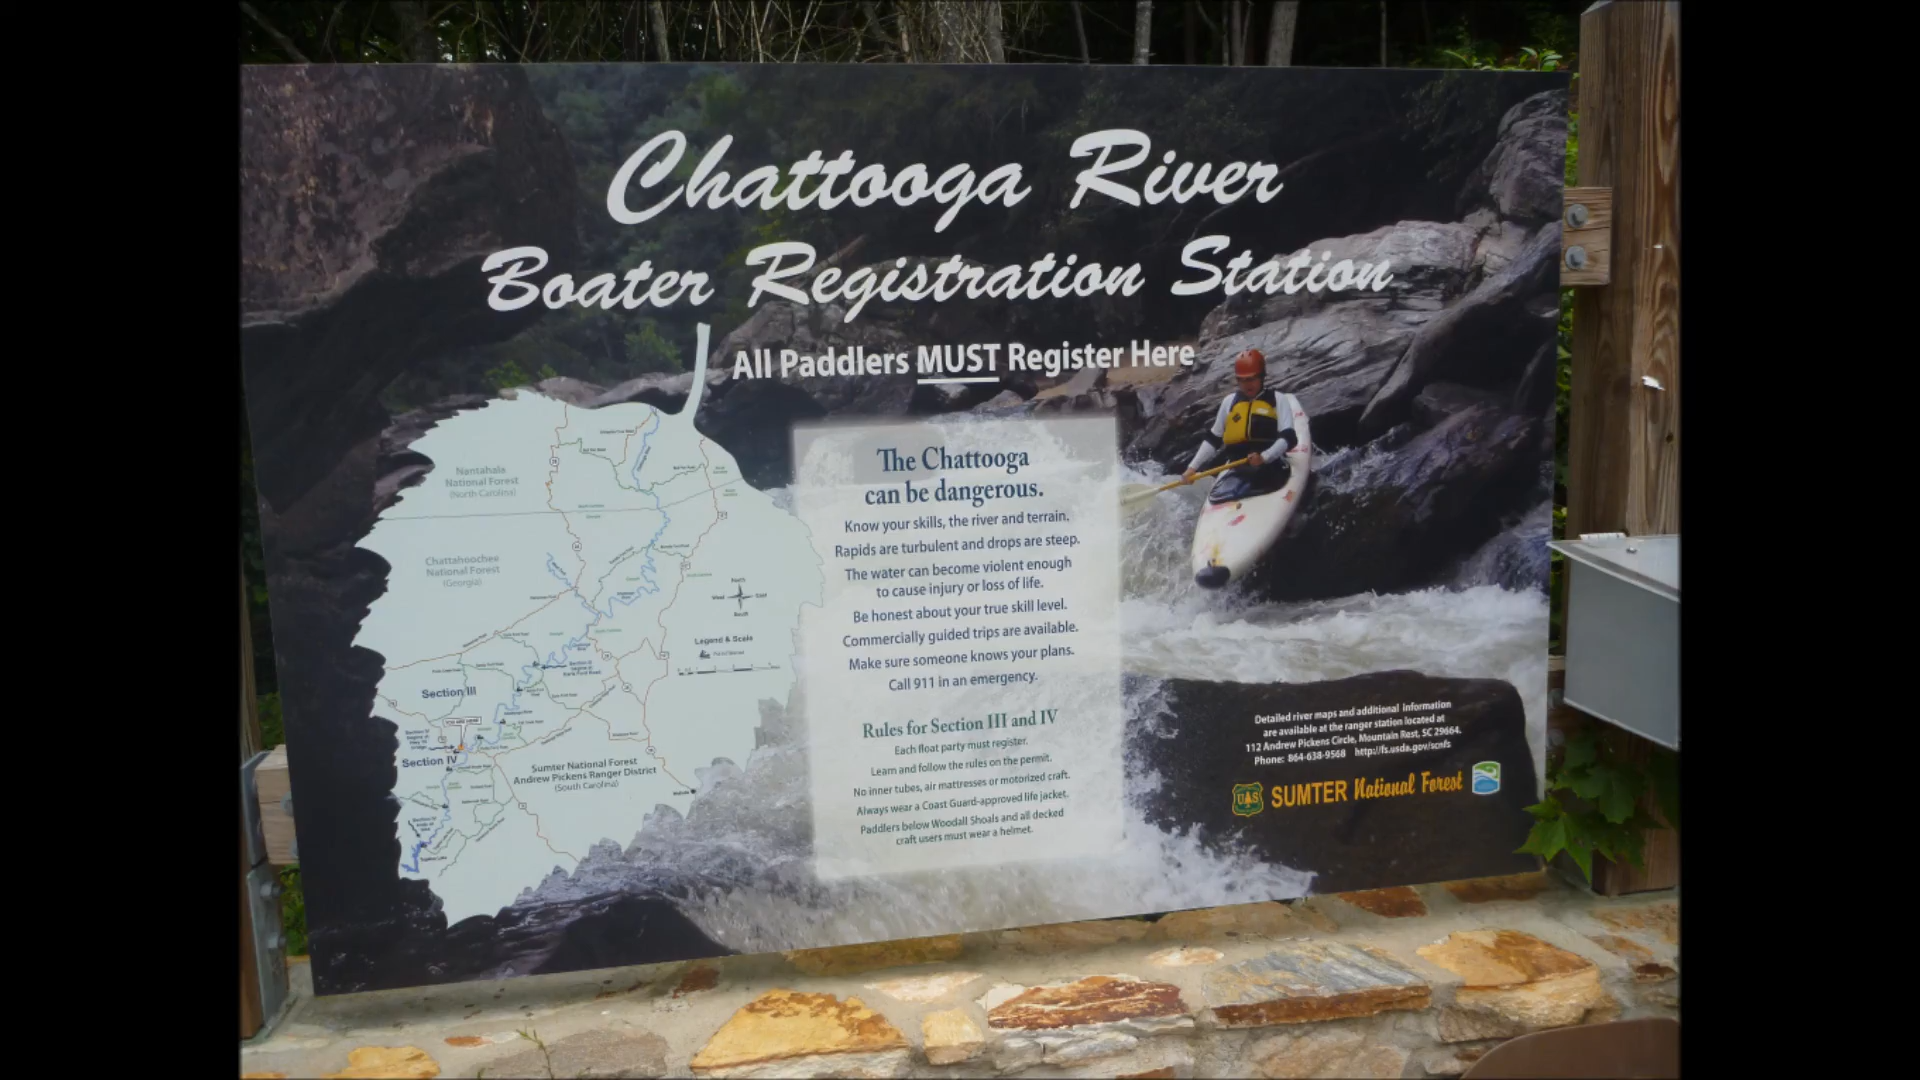 Chattooga River
Boater Registration Station
All Paddlers MUST Register Here
Nantahala
National Forest
(North Carolina)
Chattahoochee
National Forest
(Georgia)
North
West East
South
Legend & Scale
Section III
YOU ARE HERE
Section IV
Sumter National Forest
Andrew Pickens Ranger District
(South Carolina)
The Chattooga
can be dangerous.
Know your skills, the river and terrain.
Rapids are turbulent and drops are steep.
The water can become violent enough
to cause injury or loss of life.
Be honest about your true skill level.
Commercially guided trips are available.
Make sure someone knows your plans.
Call 911 in an emergency.
Rules for Section III and IV
Each float party must register.
Learn and follow the rules on the permit.
No inner tubes, air mattresses or motorized craft.
Always wear a Coast Guard-approved life jacket.
Paddlers below Woodall Shoals and all decked
craft users must wear a helmet.
Detailed river maps and additional information
are available at the ranger station located at
112 Andrew Pickens Circle, Mountain Rest, SC 29664.
Phone: 864-638-9568 http://fs.usda.gov/scnfs
UAS
SUMTER National Forest